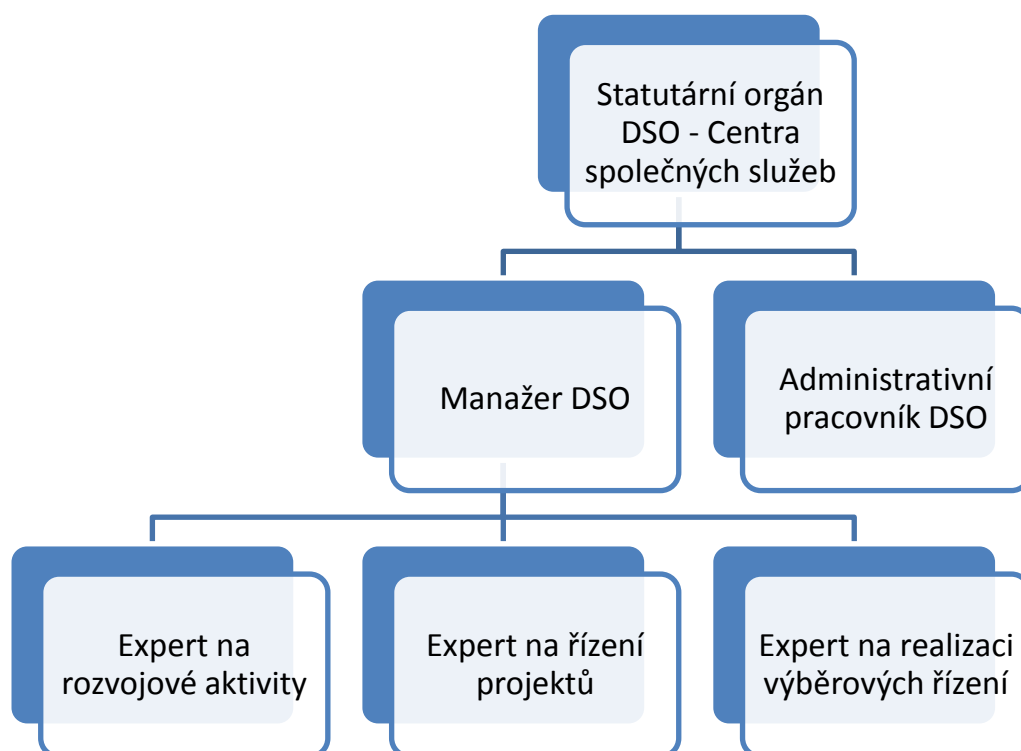 Statutární orgán
DSO - Centra
společných služeb
Manažer DSO
Administrativní
pracovník DSO
Expert na
rozvojové aktivity
Expert na řízení
projektů
Expert na realizaci
výběrových řízení